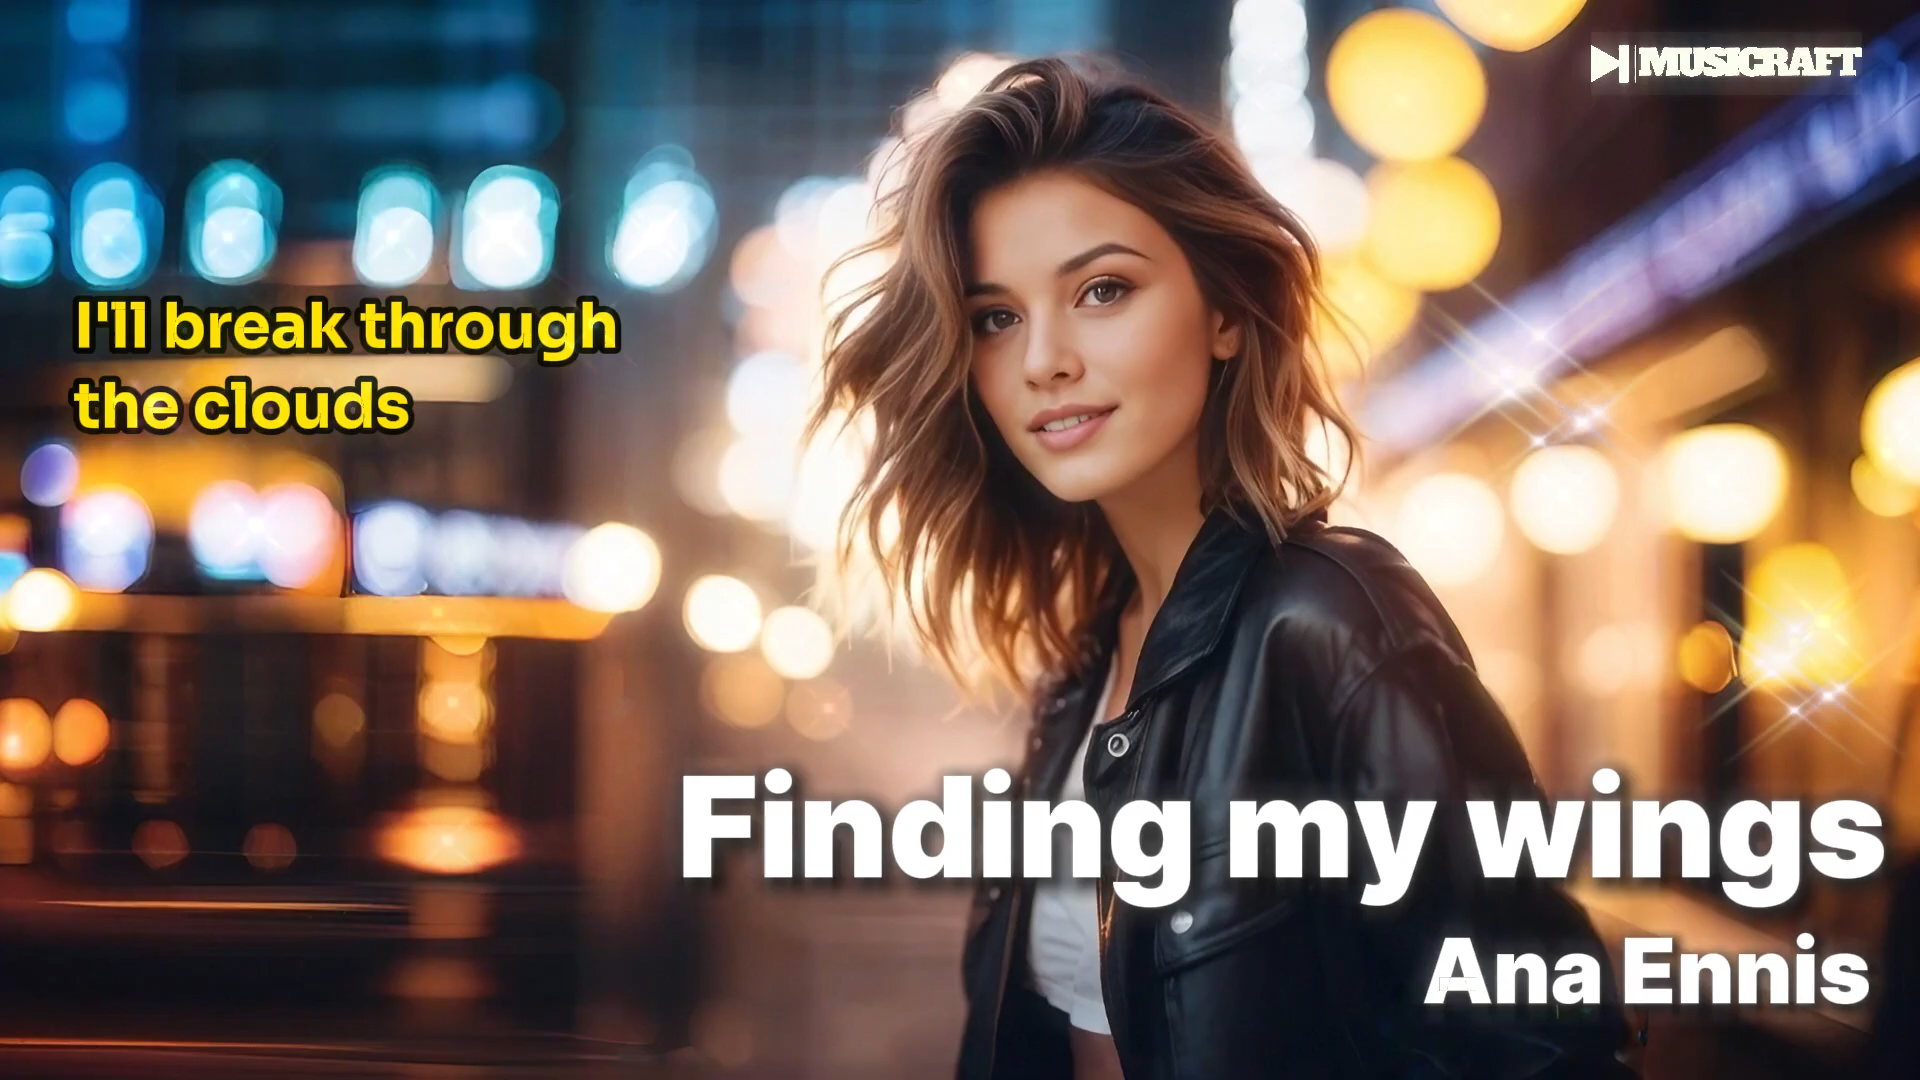 MUSICRAFT
I'll break through
the clouds
Finding my wings
Ana Ennis